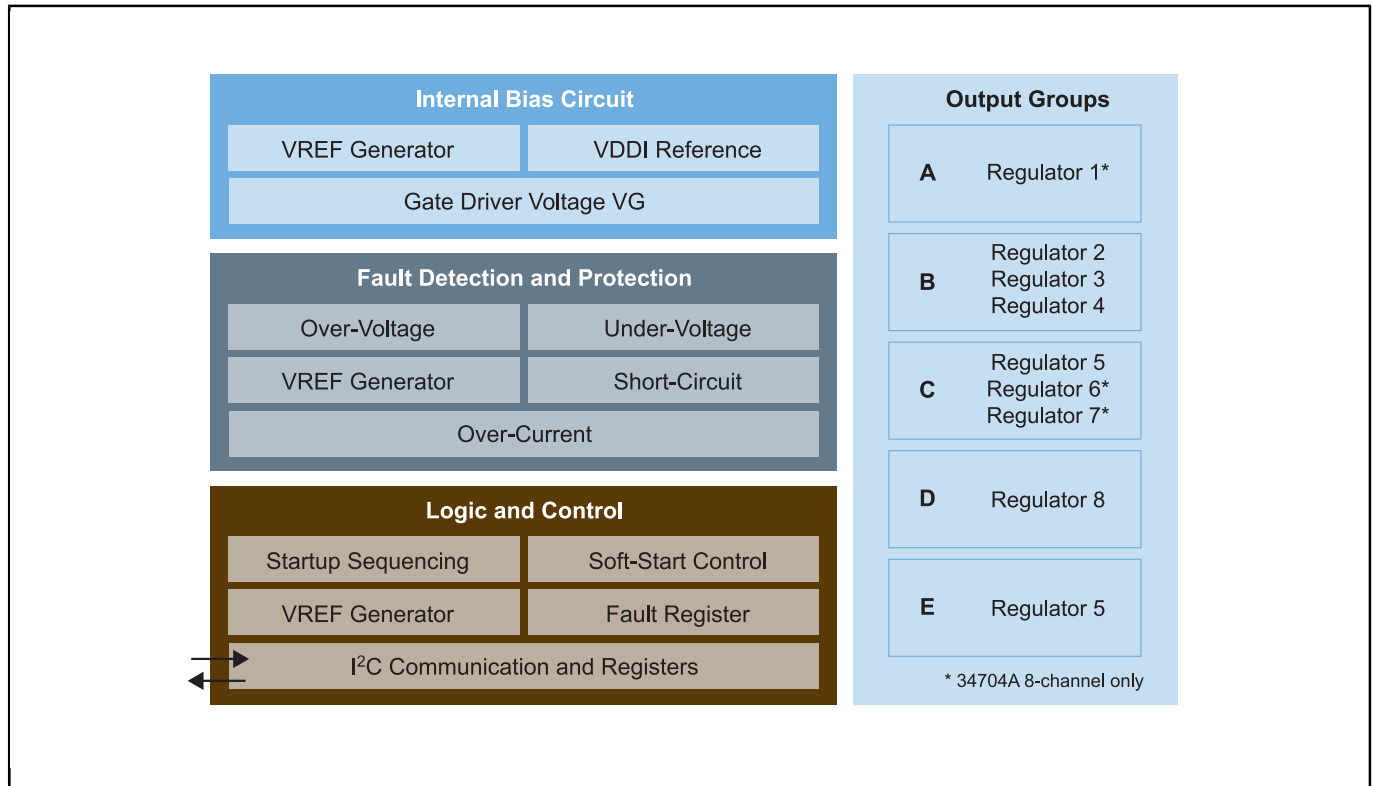 Internal Bias Circuit
VREF Generator
VDDI Reference
Gate Driver Voltage VG
Fault Detection and Protection
Over-Voltage
Under-Voltage
VREF Generator
Short-Circuit
Over-Current
Logic and Control
Startup Sequencing
Soft-Start Control
VREF Generator
Fault Register
I²C Communication and Registers
Output Groups
A
Regulator 1*
B
Regulator 2
Regulator 3
Regulator 4
C
Regulator 5
Regulator 6*
Regulator 7*
D
Regulator 8
E
Regulator 5
* 34704A 8-channel only